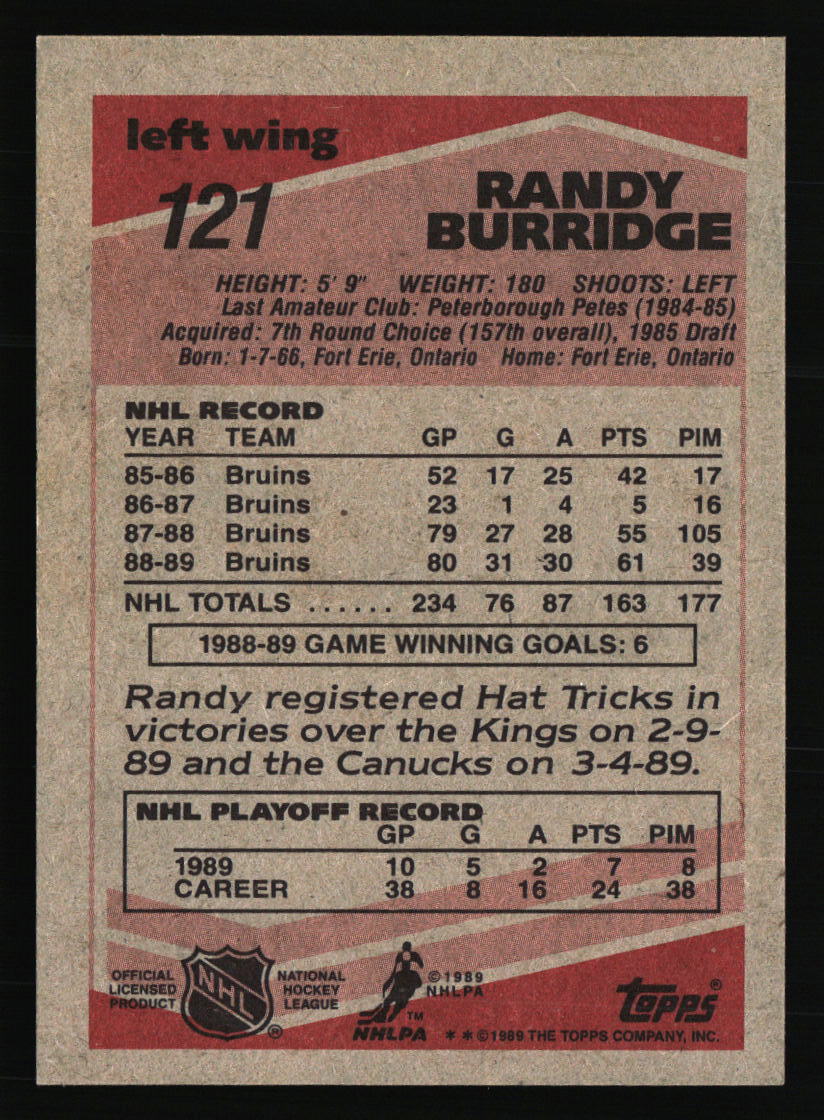 left wing
121
RANDY
BURRIDGE
HEIGHT: 5' 9" WEIGHT: 180 SHOOTS: LEFT
Last Amateur Club: Peterborough Petes (1984-85)
Acquired: 7th Round Choice (157th overall), 1985 Draft
Born: 1-7-66, Fort Erie, Ontario Home: Fort Erie, Ontario
NHL RECORD
YEAR TEAM GP G A PTS PIM
85-86 Bruins 52 17 25 42 17
86-87 Bruins 23 1 4 5 16
87-88 Bruins 79 27 28 55 105
88-89 Bruins 80 31 30 61 39
NHL TOTALS ...... 234 76 87 163 177
1988-89 GAME WINNING GOALS: 6
Randy registered Hat Tricks in
victories over the Kings on 2-9-
89 and the Canucks on 3-4-89.
NHL PLAYOFF RECORD
GP G A PTS PIM
1989 10 5 2 7 8
CAREER 38 8 16 24 38
OFFICIAL
LICENSED
PRODUCT
NHL
®
NATIONAL
HOCKEY
LEAGUE
©1989
NHLPA
TM
NHLPA
topps®
* * ©1989 THE TOPPS COMPANY, INC.